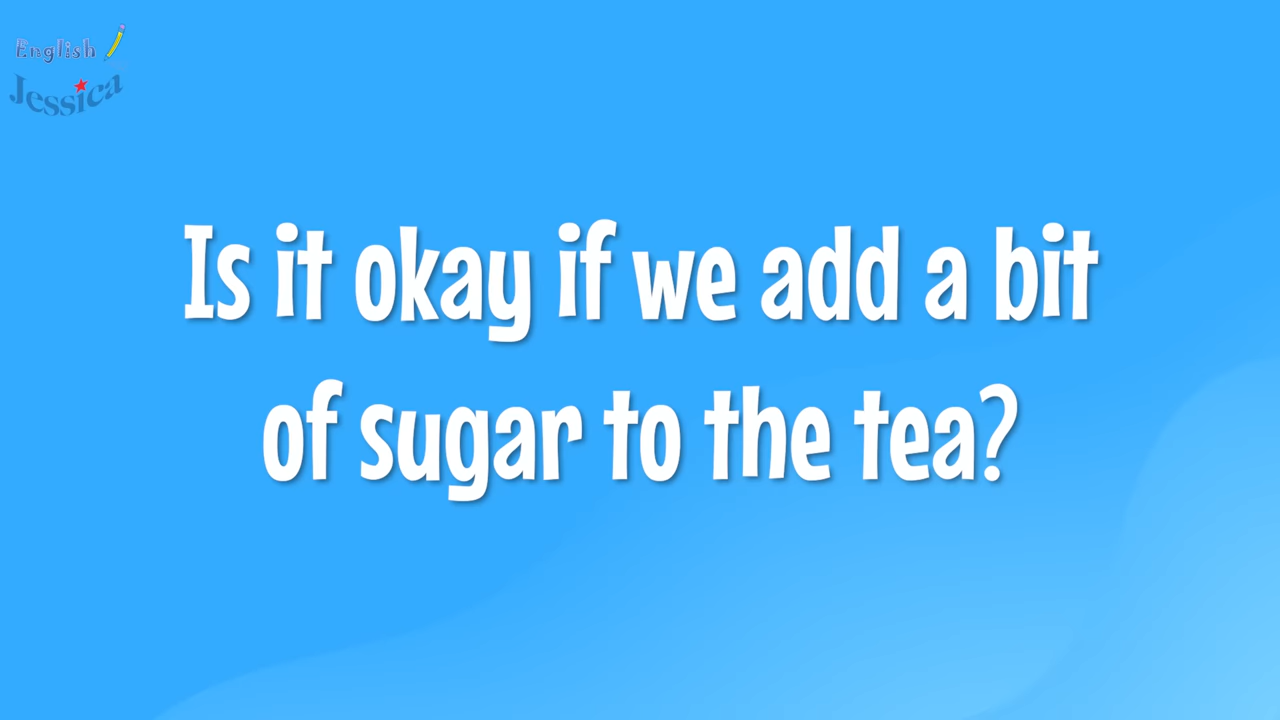 English
Jessica
Is it okay if we add a bit
of sugar to the tea?